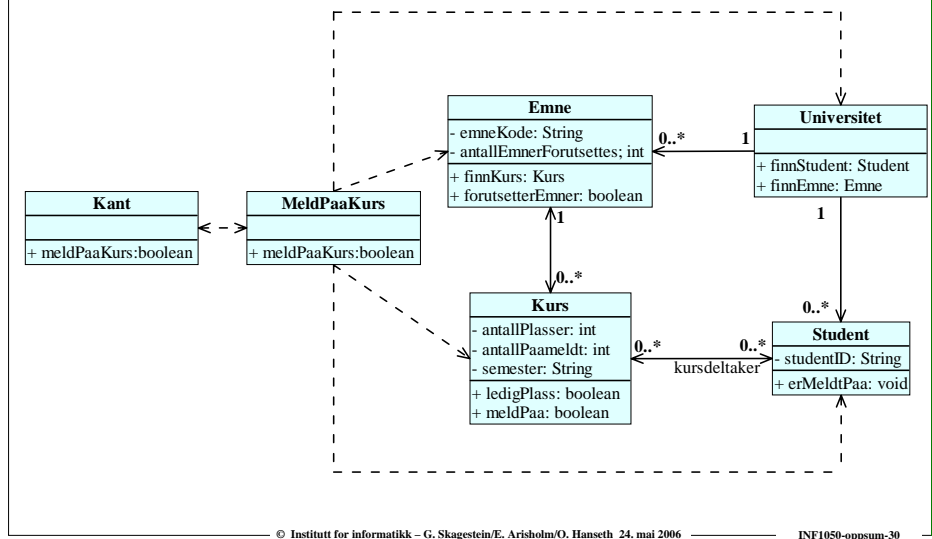 Emne
- emneKode: String
- antallEmnerForutsettes; int
+ finnKurs: Kurs
+ forutsetterEmner: boolean
0..*
1
Universitet
+ finnStudent: Student
+ finnEmne: Emne
Kant
+ meldPaaKurs:boolean
MeldPaaKurs
+ meldPaaKurs:boolean
1
0..*
1
0..*
Kurs
- antallPlasser: int
- antallPaameldt: int
- semester: String
+ ledigPlass: boolean
+ meldPaa: boolean
0..*
0..*
kursdeltaker
Student
- studentID: String
+ erMeldtPaa: void
© Institutt for informatikk – G. Skagestein/E. Arisholm/O. Hanseth 24. mai 2006
INF1050-oppsum-30